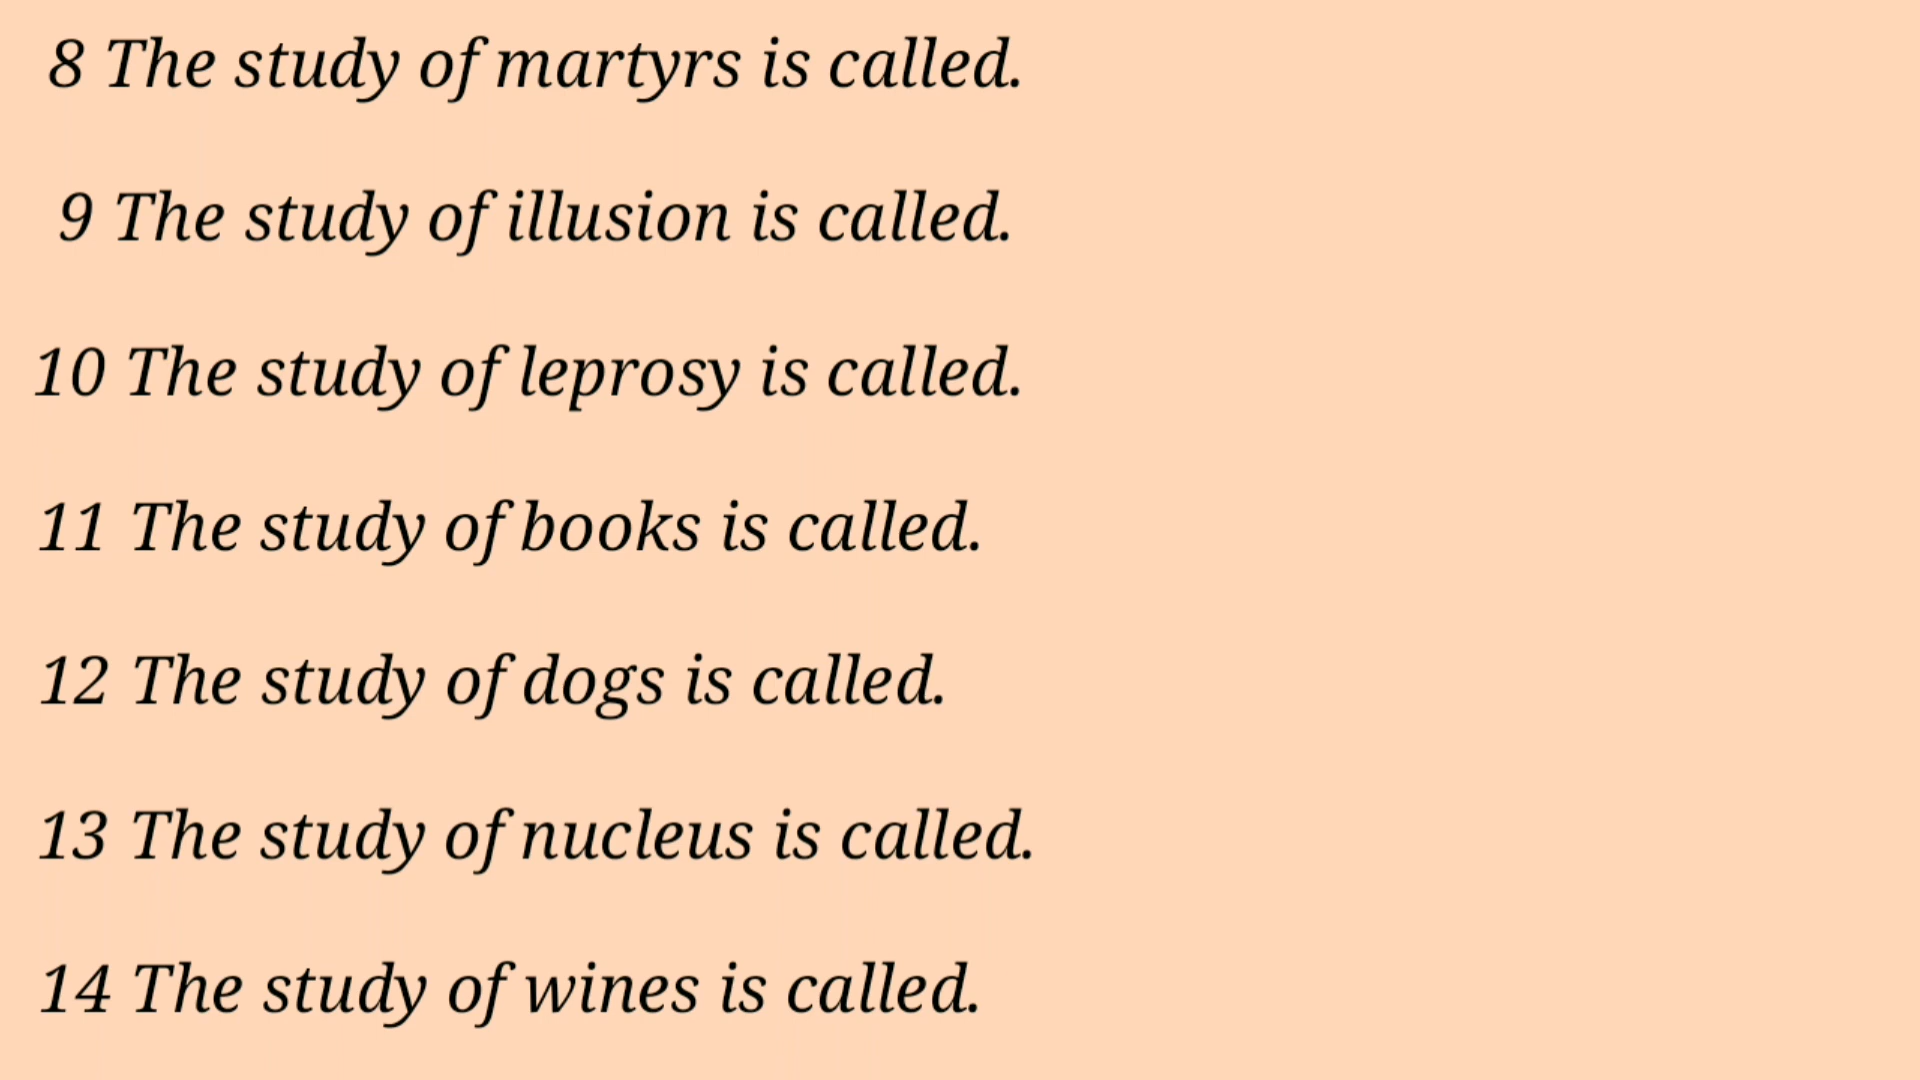 8 The study of martyrs is called.
9 The study of illusion is called.
10 The study of leprosy is called.
11 The study of books is called.
12 The study of dogs is called.
13 The study of nucleus is called.
14 The study of wines is called.